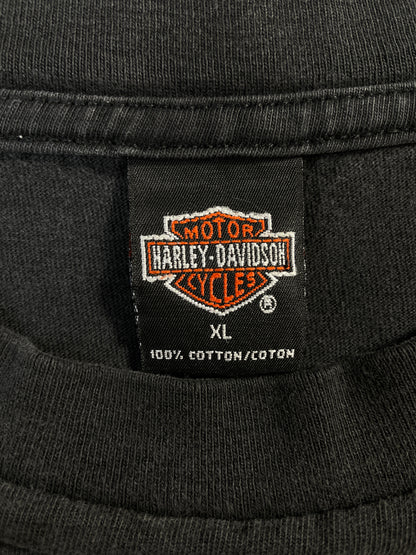 MOTOR
HARLEY-DAVIDSON
CYCLES
®
XL
100% COTTON/COTON